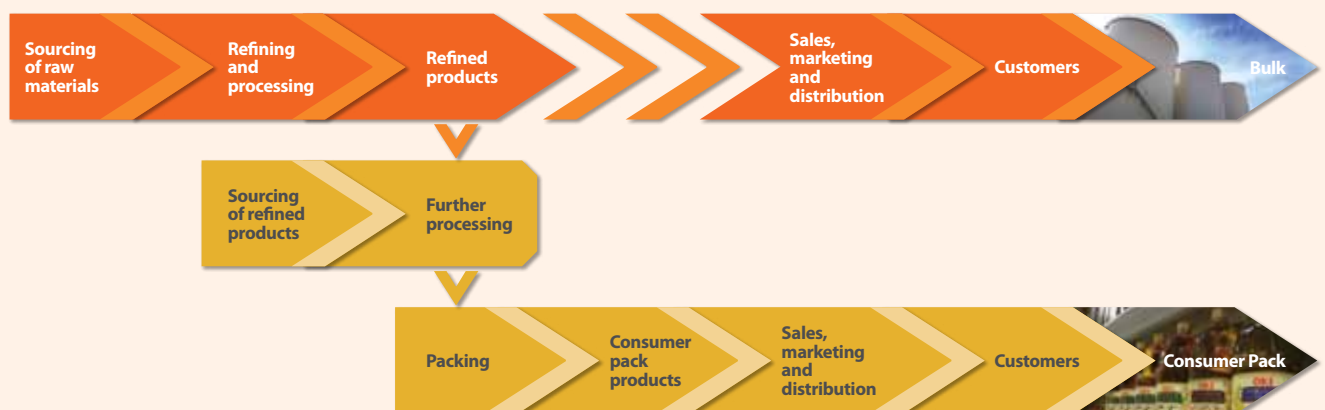 Sourcing
of raw
materials
Refining
and
processing
Refined
products
Sales,
marketing
and
distribution
Customers
Bulk
Sourcing
of refined
products
Further
processing
Packing
Consumer
pack
products
Sales,
marketing
and
distribution
Customers
Consumer Pack